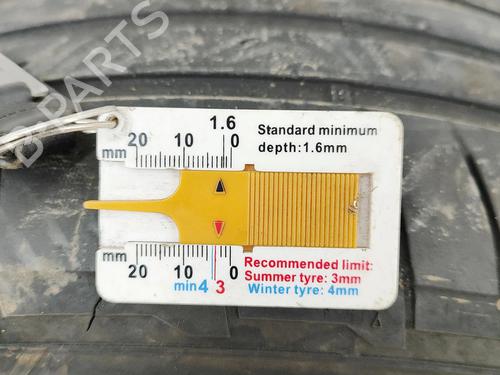 B-PARTS
1.6
20 10 0
mm
Standard minimum
depth:1.6mm
mm
20 10 0
min4 3
Recommended limit:
Summer tyre: 3mm
Winter tyre: 4mm